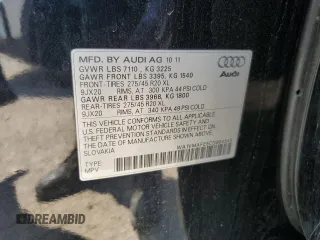 MFD. BY AUDI AG 10 11
GVWR LBS 7110 , KG 3225
GAWR FRONT LBS 3395, KG 1540
FRONT-TIRES 275/45 R20 XL
9JX20 RIMS, AT 300 KPA 44 PSI COLD
GAWR REAR LBS 3968, KG 1800
REAR-TIRES 275/45 R20 XL
9JX20 RIMS, AT 340 KPA 49 PSI COLD
THIS VEHICLE CONFORMS TO ALL APPLICABLE
U.S. FEDERAL MOTOR VEHICLE SAFETY AND
THEFT PREVENTION STANDARDS IN EFFECT ON
THE DATE OF MANUFACTURE SHOWN ABOVE.
SLOVAKIA
TYPE:
MPV
Audi
DREAMBID
DREAMBID